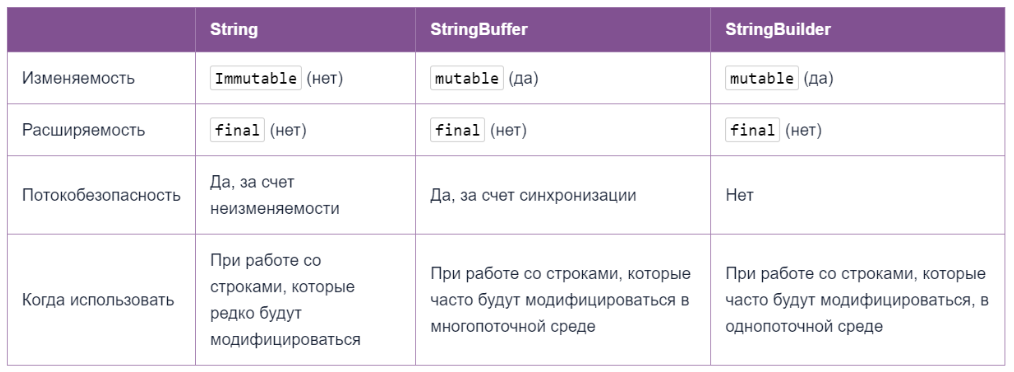 String StringBuffer StringBuilder
Изменяемость Immutable (нет) mutable (да) mutable (да)
Расширяемость final (нет) final (нет) final (нет)
Потокобезопасность
Да, за счет
неизменяемости
Да, за счет синхронизации
Нет
Когда использовать
При работе со
строками, которые
редко будут
модифицироваться
При работе со строками, которые
часто будут модифицироваться в
многопоточной среде
При работе со строками, которые
часто будут модифицироваться, в
однопоточной среде